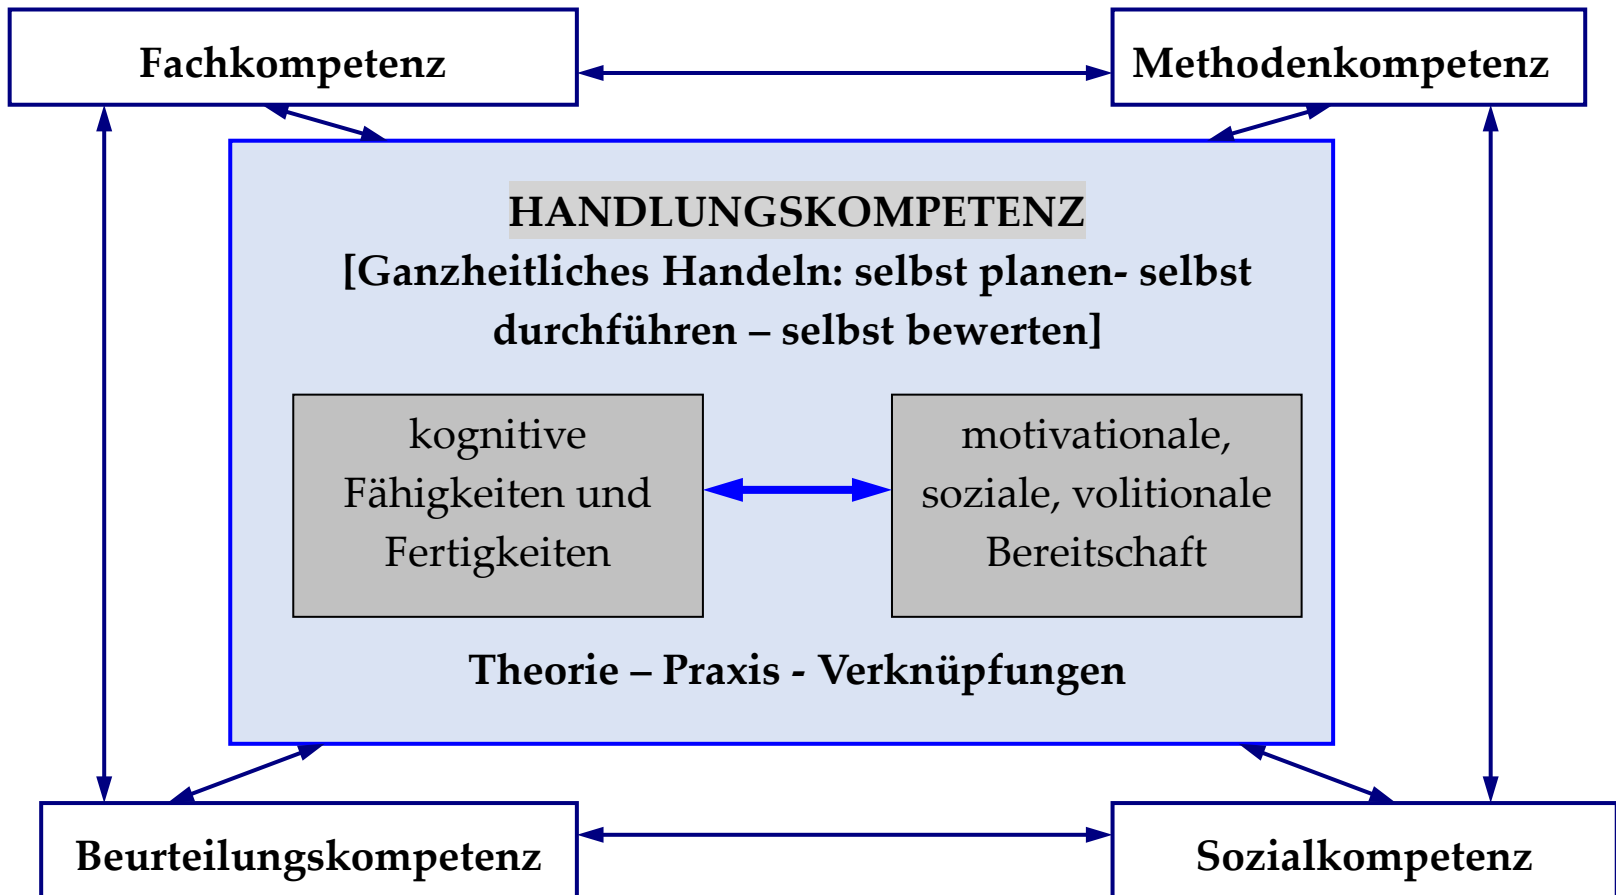 Fachkompetenz
Methodenkompetenz
HANDLUNGSKOMPETENZ
[Ganzheitliches Handeln: selbst planen- selbst
durchführen – selbst bewerten]
kognitive
Fähigkeiten und
Fertigkeiten
motivationale,
soziale, volitionale
Bereitschaft
Theorie – Praxis - Verknüpfungen
Beurteilungskompetenz
Sozialkompetenz